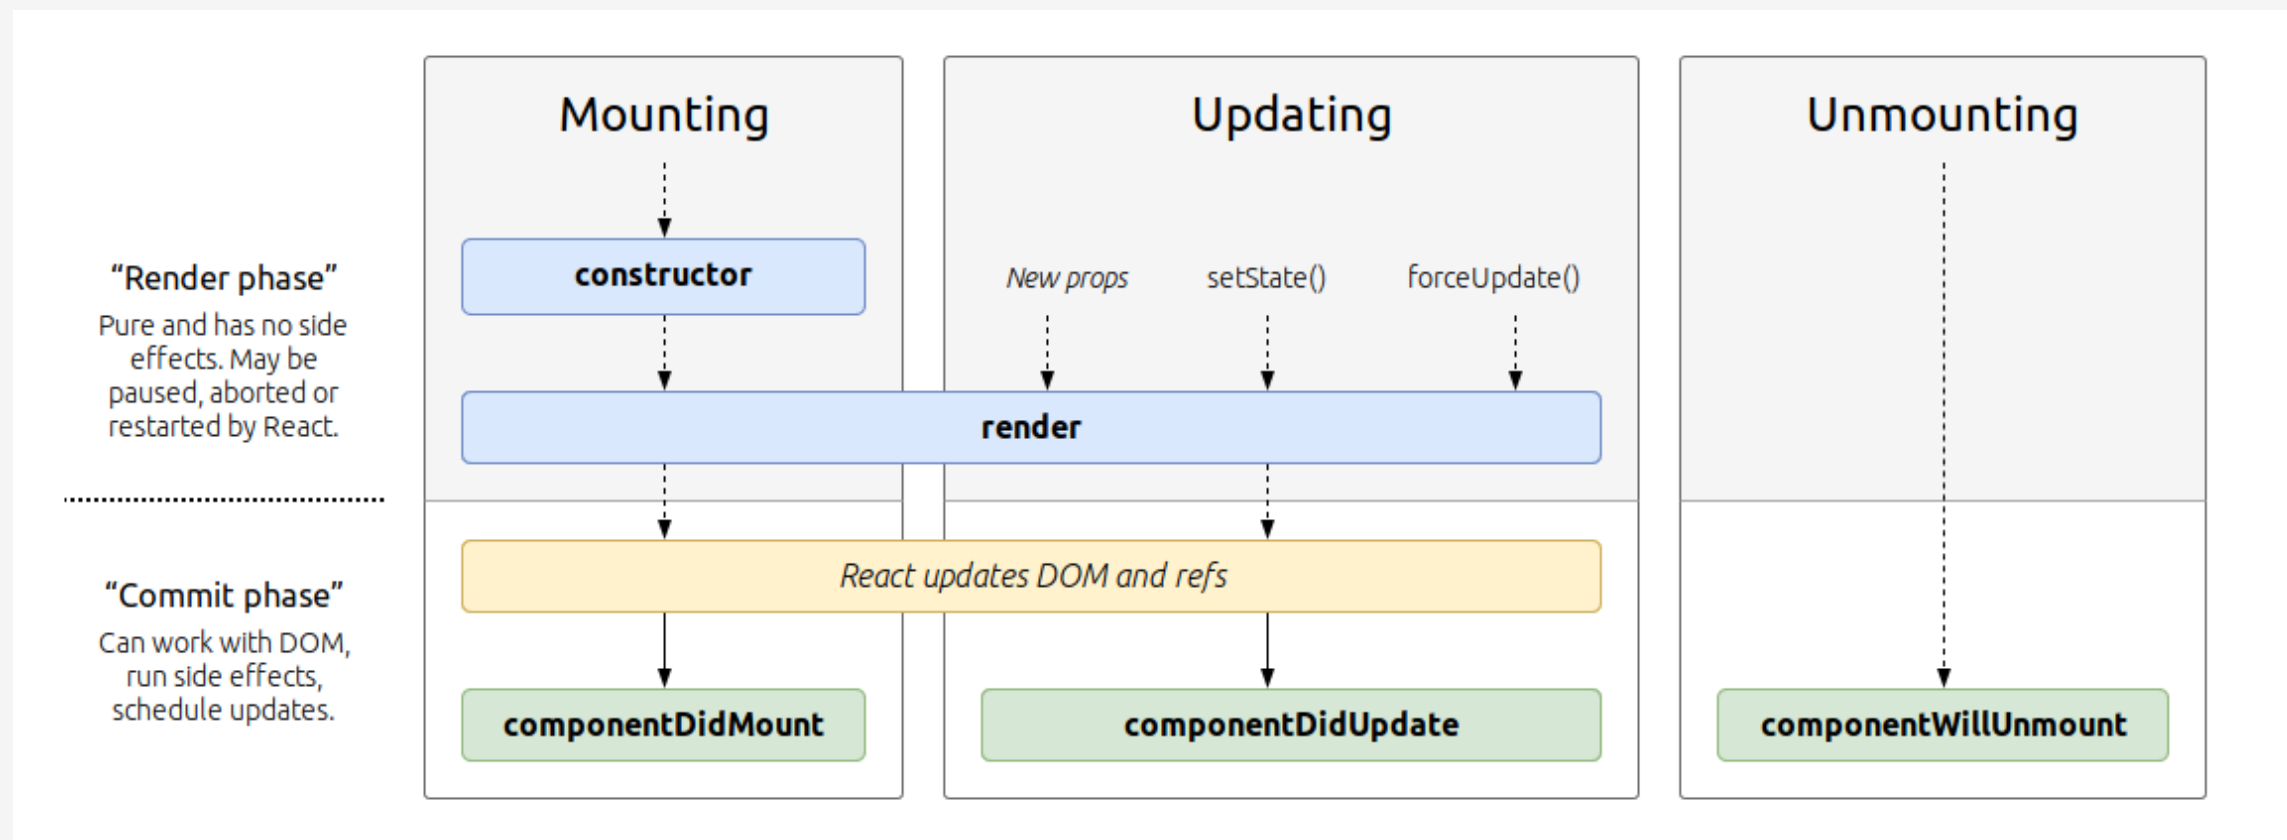 Mounting
Updating
Unmounting
“Render phase”
Pure and has no side
effects. May be
paused, aborted or
restarted by React.
constructor
New props
setState()
forceUpdate()
render
“Commit phase”
Can work with DOM,
run side effects,
schedule updates.
React updates DOM and refs
componentDidMount
componentDidUpdate
componentWillUnmount